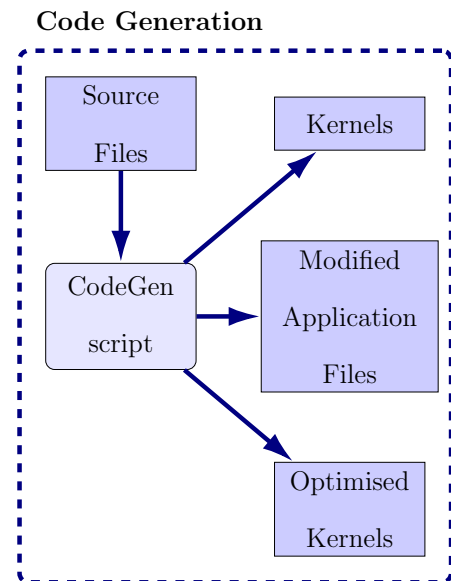 Code Generation
Source
Files
Kernels
CodeGen
script
Modified
Application
Files
Optimised
Kernels